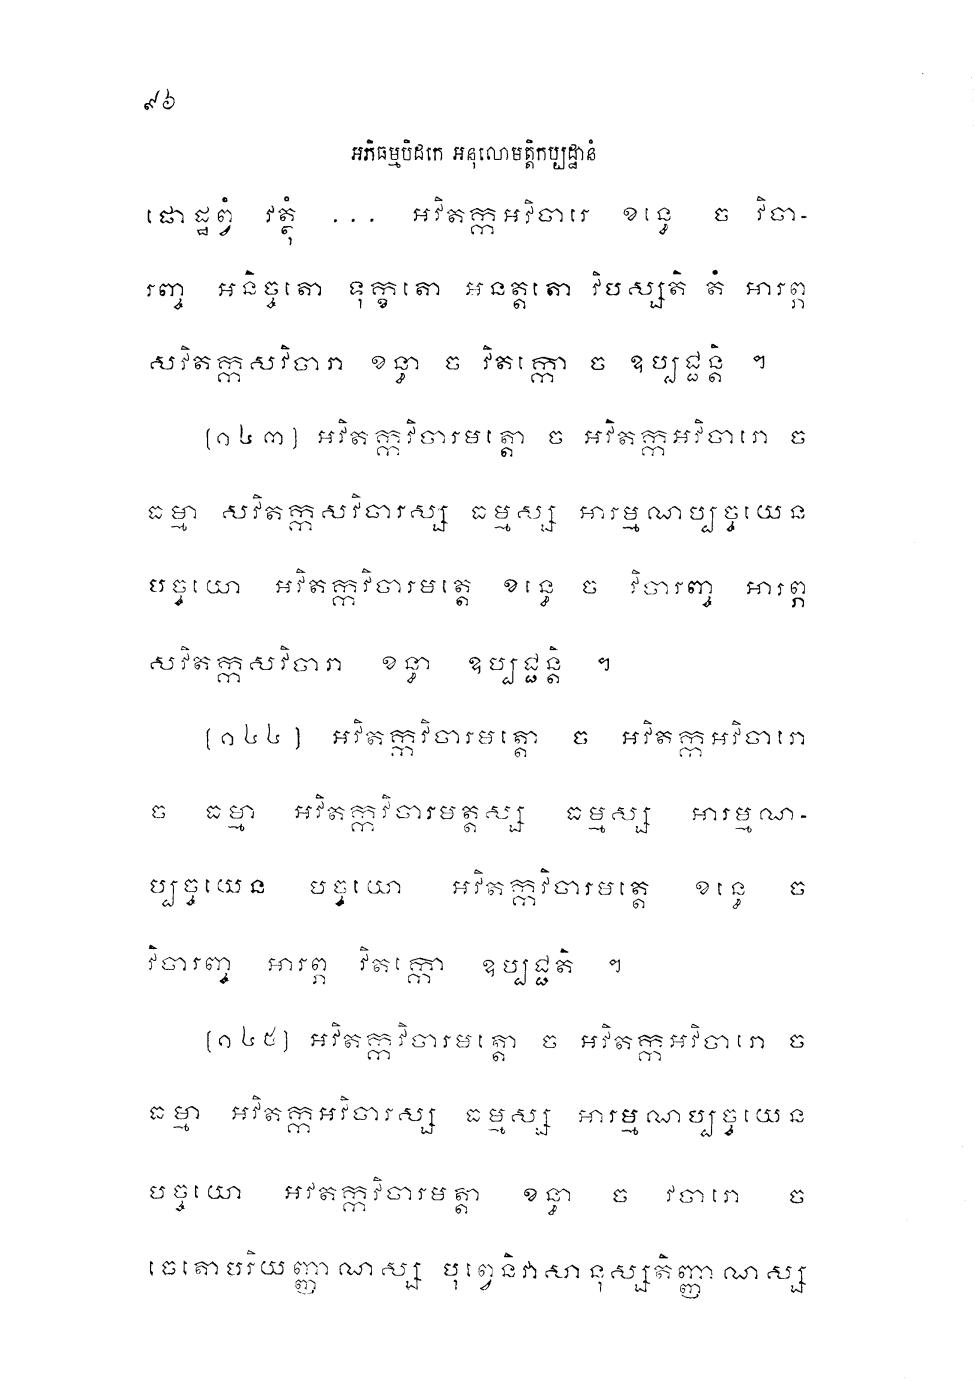 ៩៦
អភិធម្មបិដកេ អនុលោមត្តិកប្បដ្ឋានំ
ផោដ្ឋព្វំ វត្ថុំ ... អវិតក្កអវិចារេ ខន្ធេ ច វិចា-
រញ្ច អនិច្ចតោ ទុក្ខតោ អនត្តតោ វិបស្សតិ តំ អារព្ភ
សវិតក្កសវិចារា ខន្ធា ច វិតក្កោ ច ឧប្បជ្ជន្តិ ។
(១៤៣) អវិតក្កវិចារមត្តោ ច អវិតក្កអវិចារោ ច
ធម្មា សវិតក្កសវិចារស្ស ធម្មស្ស អារម្មណប្បច្ចយេន
បច្ចយោ អវិតក្កវិចារមត្តេ ខន្ធេ ច វិចារញ្ច អារព្ភ
សវិតក្កសវិចារា ខន្ធា ឧប្បជ្ជន្តិ ។
(១៤៤) អវិតក្កវិចារមត្តោ ច អវិតក្កអវិចារោ
ច ធម្មា អវិតក្កវិចារមត្តស្ស ធម្មស្ស អារម្មណ-
ប្បច្ចយេន បច្ចយោ អវិតក្កវិចារមត្តេ ខន្ធេ ច
វិចារញ្ច អារព្ភ វិតក្កោ ឧប្បជ្ជតិ ។
(១៤៥) អវិតក្កវិចារមត្តោ ច អវិតក្កអវិចារោ ច
ធម្មា អវិតក្កអវិចារស្ស ធម្មស្ស អារម្មណប្បច្ចយេន
បច្ចយោ អវតក្កវិចារមត្តា ខន្ធា ច វចារោ ច
ចេតោបរិយញ្ញាណស្ស បុព្វេនិវាសានុស្សតិញ្ញាណស្ស